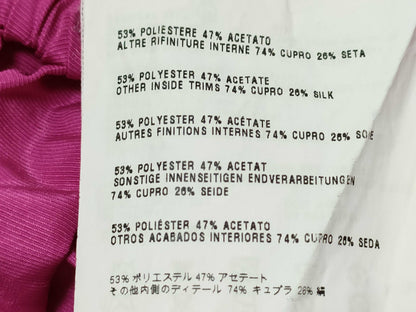 53% POLIESTERE 47% ACETATO
ALTRE RIFINITURE INTERNE 74% CUPRO 26% SETA
53% POLYESTER 47% ACETATE
OTHER INSIDE TRIMS 74% CUPRO 26% SILK
53% POLYESTER 47% ACÉTATE
AUTRES FINITIONS INTERNES 74% CUPRO 26% SOIE
53% POLYESTER 47% ACETAT
SONSTIGE INNENSEITIGEN ENDVERARBEITUNGEN
74% CUPRO 26% SEIDE
53% POLIÉSTER 47% ACETATO
OTROS ACABADOS INTERIORES 74% CUPRO 26% SEDA
53% ポリエステル 47% アセテート
その他内側のディテール 74% キュプラ 26% 絹